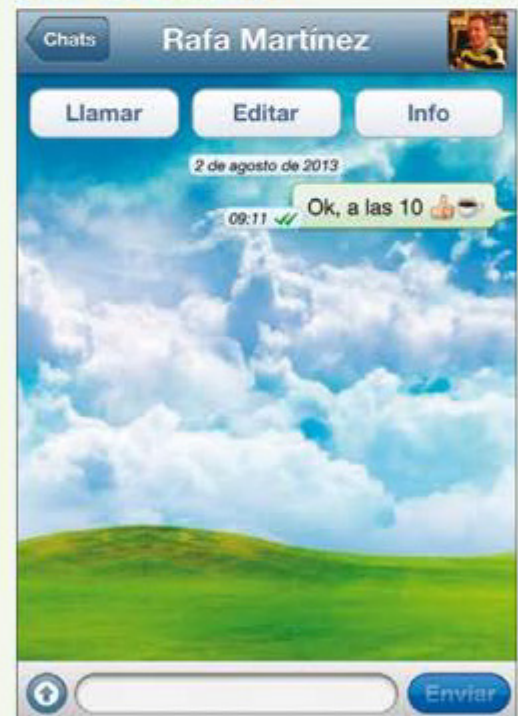 Chats Rafa Martínez
Llamar Editar Info
2 de agosto de 2013
Ok, a las 10 👍☕
09:11
Enviar